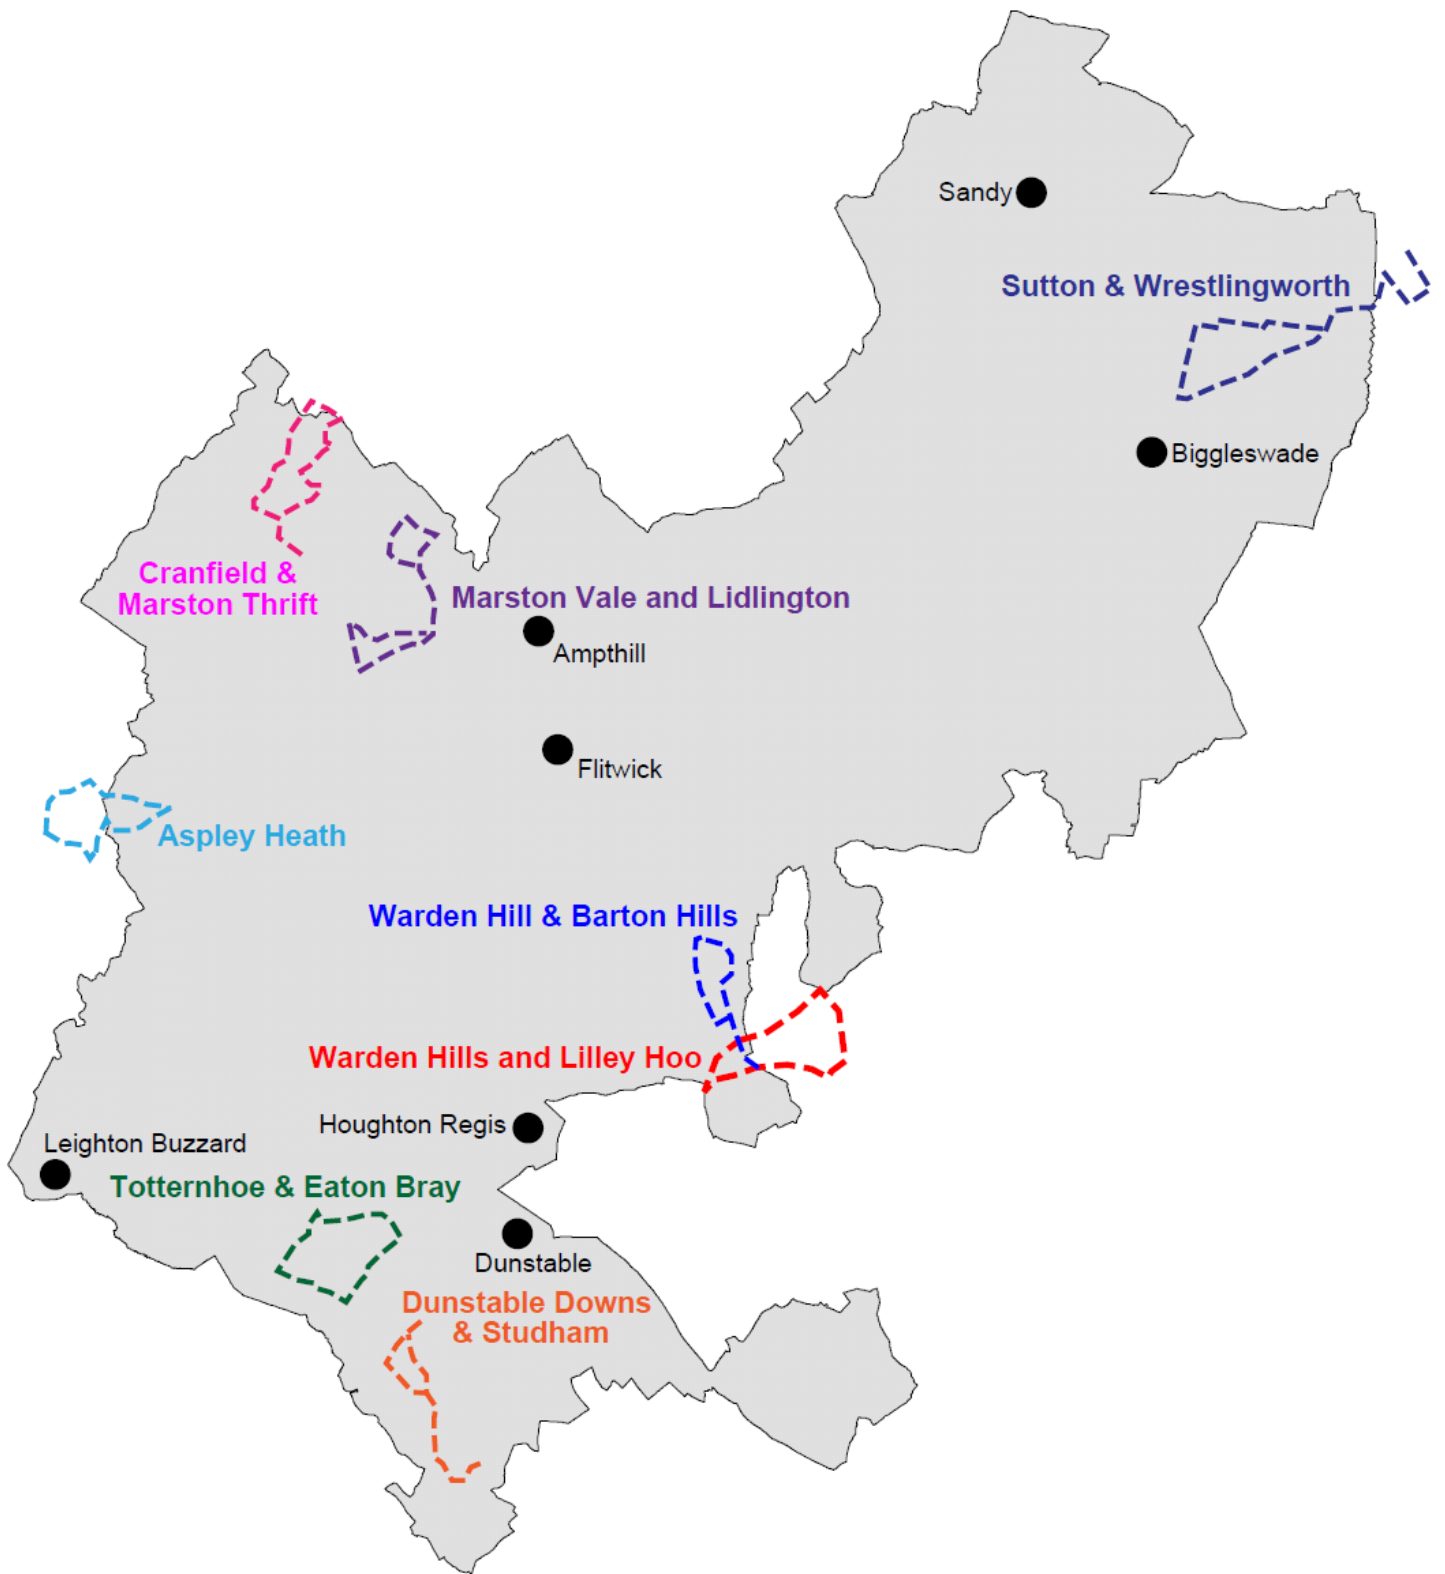 Sandy
Sutton & Wrestlingworth
Biggleswade
Cranfield &
Marston Thrift
Marston Vale and Lidlington
Ampthill
Flitwick
Aspley Heath
Warden Hill & Barton Hills
Warden Hills and Lilley Hoo
Houghton Regis
Leighton Buzzard
Totternhoe & Eaton Bray
Dunstable
Dunstable Downs
& Studham